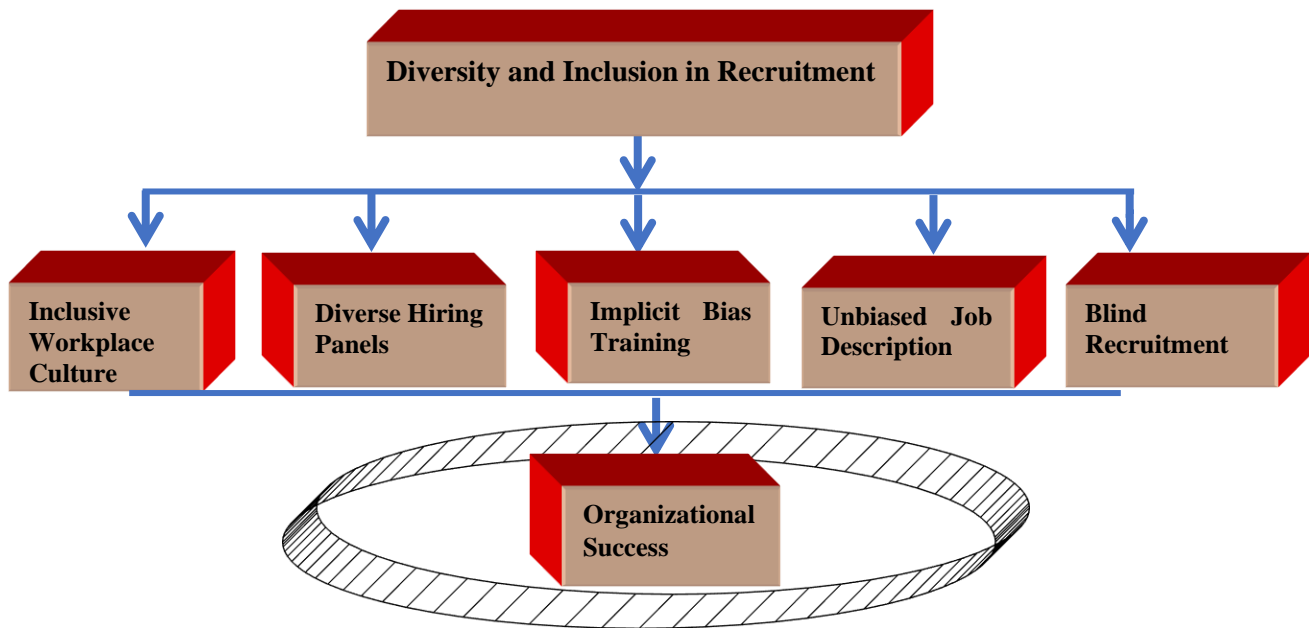 Diversity and Inclusion in Recruitment
Inclusive
Workplace
Culture
Diverse Hiring
Panels
Implicit Bias
Training
Unbiased Job
Description
Blind
Recruitment
Organizational
Success